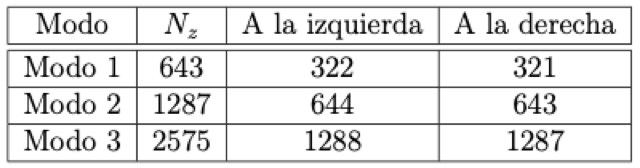 Modo N_z A la izquierda A la derecha
Modo 1 643 322 321
Modo 2 1287 644 643
Modo 3 2575 1288 1287